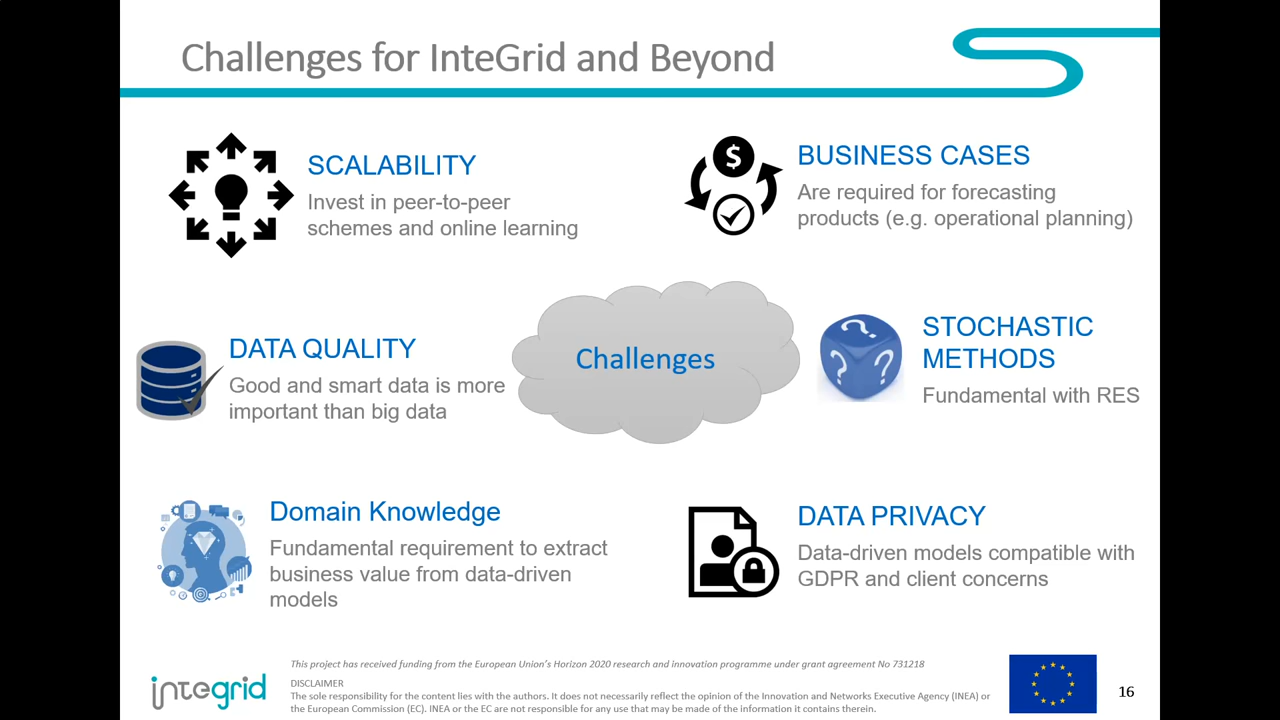 Challenges for InteGrid and Beyond
SCALABILITY
Invest in peer-to-peer
schemes and online learning
$
BUSINESS CASES
Are required for forecasting
products (e.g. operational planning)
DATA QUALITY
Good and smart data is more
important than big data
Challenges
? ? ?
STOCHASTIC
METHODS
Fundamental with RES
Domain Knowledge
Fundamental requirement to extract
business value from data-driven
models
DATA PRIVACY
Data-driven models compatible with
GDPR and client concerns
integrid
This project has received funding from the European Union's Horizon 2020 research and innovation programme under grant agreement No 731218
DISCLAIMER
The sole responsibility for the content lies with the authors. It does not necessarily reflect the opinion of the Innovation and Networks Executive Agency (INEA) or
the European Commission (EC). INEA or the EC are not responsible for any use that may be made of the information it contains therein.
16